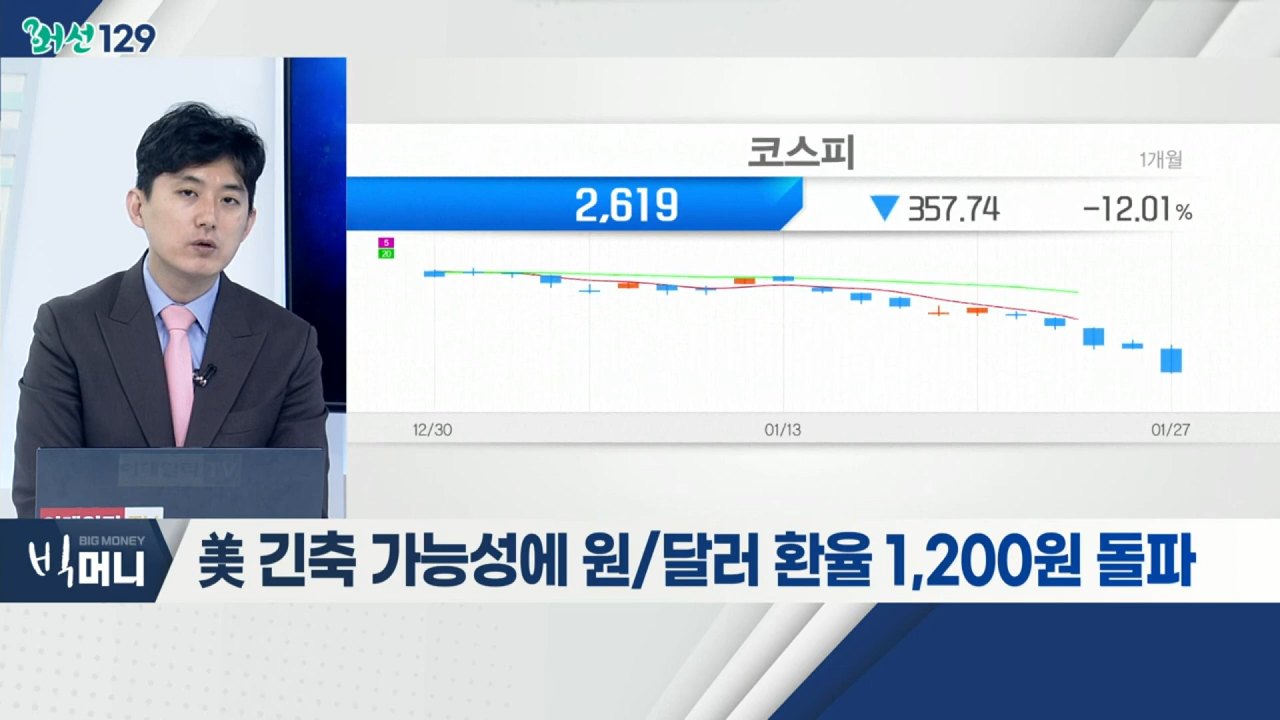 머선129
코스피
1개월
2,619 ▼ 357.74 -12.01%
5
20
12/30 01/13 01/27
BIG MONEY
빅머니
美 긴축 가능성에 원/달러 환율 1,200원 돌파